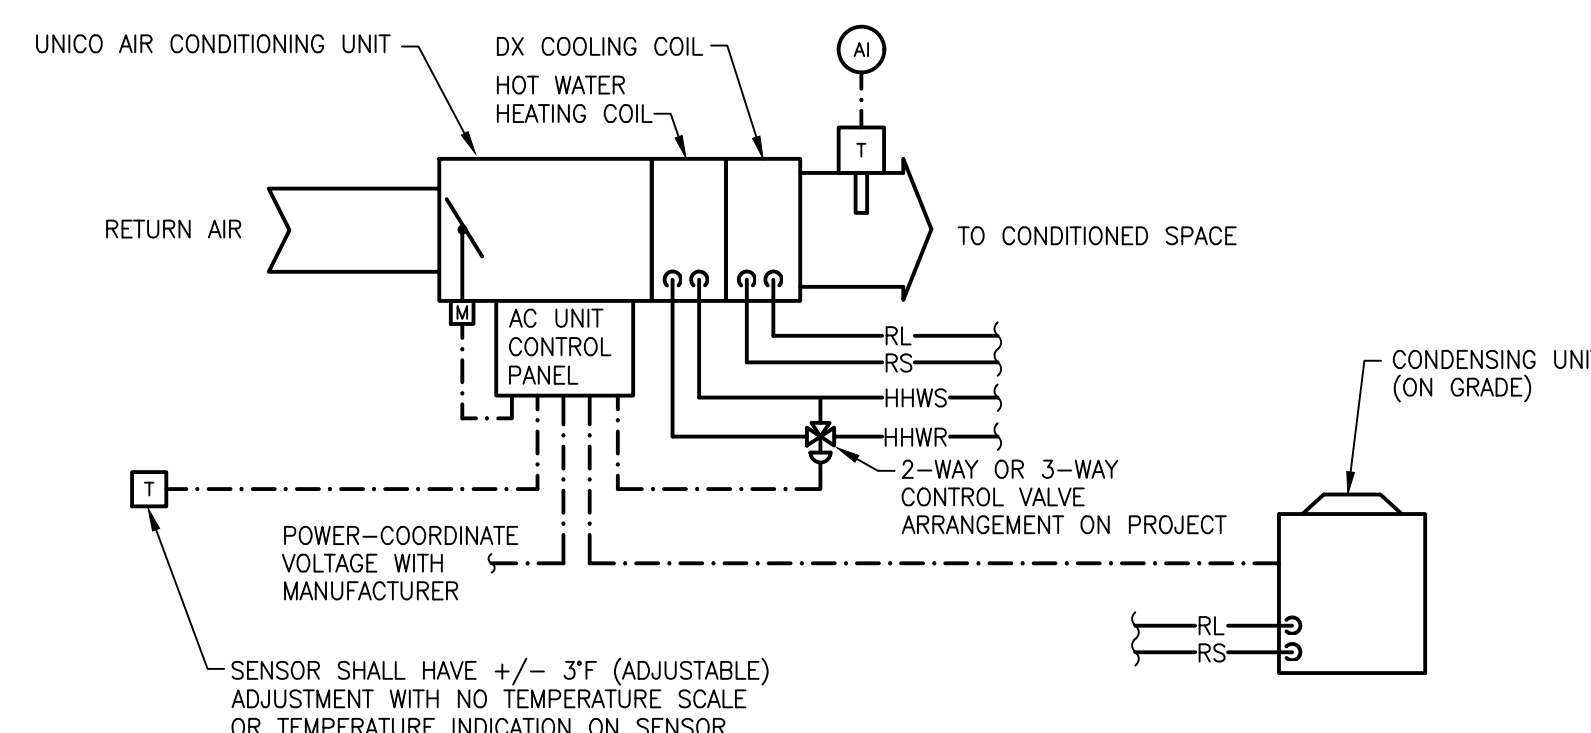 UNICO AIR CONDITIONING UNIT
DX COOLING COIL
HOT WATER
HEATING COIL
AI
T
RETURN AIR
TO CONDITIONED SPACE
M
AC UNIT
CONTROL
PANEL
RL
RS
HHWS
HHWR
CONDENSING UNI
(ON GRADE)
2-WAY OR 3-WAY
CONTROL VALVE
ARRANGEMENT ON PROJECT
T
POWER-COORDINATE
VOLTAGE WITH
MANUFACTURER
RL
RS
SENSOR SHALL HAVE +/- 3°F (ADJUSTABLE)
ADJUSTMENT WITH NO TEMPERATURE SCALE
OR TEMPERATURE INDICATION ON SENSOR